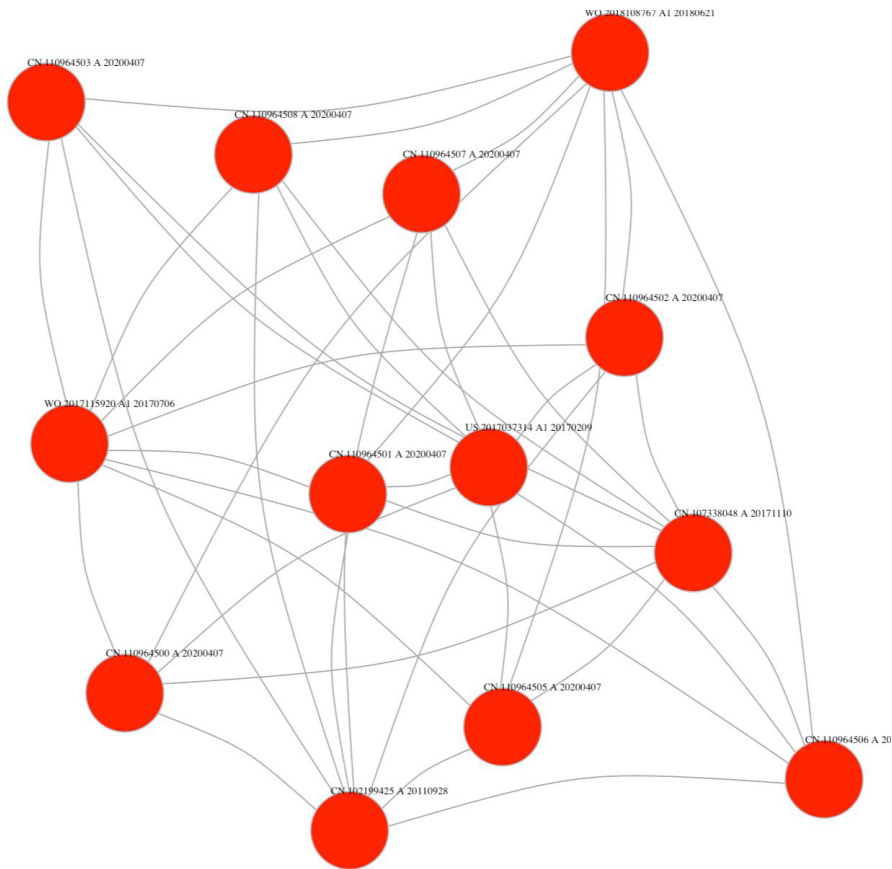 WO 2018108767 A1 20180621
CN 110964503 A 20200407
CN 110964508 A 20200407
CN 110964507 A 20200407
CN 110964502 A 20200407
WO 2017115920 A1 20170706
US 2017037314 A1 20170209
CN 110964501 A 20200407
CN 107338048 A 20171110
CN 110964500 A 20200407
CN 110964505 A 20200407
CN 110964506 A 20
CN 102199425 A 20110928